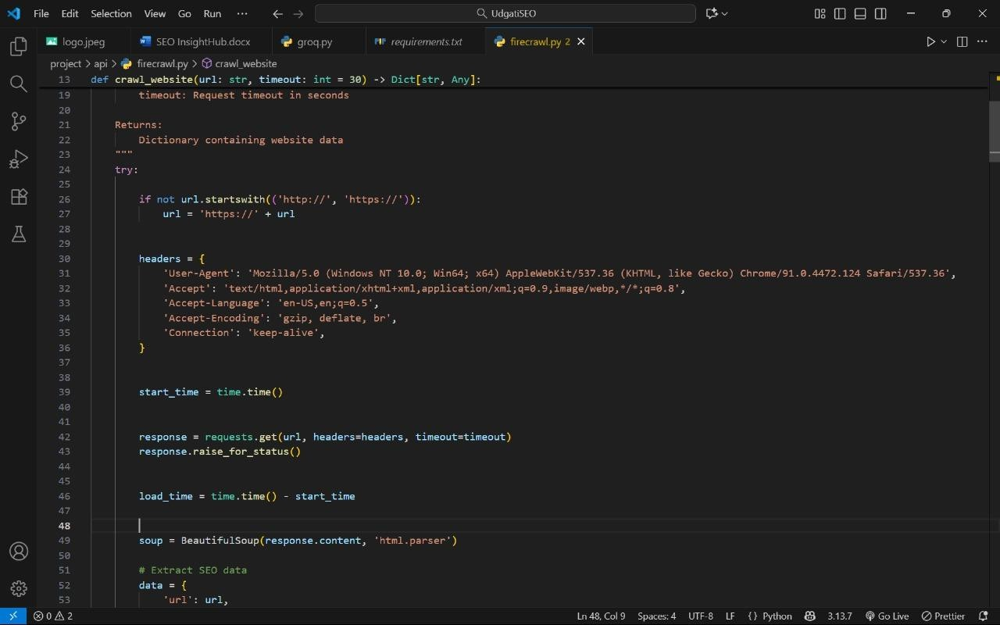 File Edit Selection View Go Run ··· UdgatiSEO
logo.jpeg SEO InsightHub.docx groq.py requirements.txt firecrawl.py 2
project > api > firecrawl.py > crawl_website
13 def crawl_website(url: str, timeout: int = 30) -> Dict[str, Any]:
19 timeout: Request timeout in seconds
20
21 Returns:
22 Dictionary containing website data
23 """
24 try:
25
26 if not url.startswith(('http://', 'https://')):
27 url = 'https://' + url
28
29
30 headers = {
31 'User-Agent': 'Mozilla/5.0 (Windows NT 10.0; Win64; x64) AppleWebKit/537.36 (KHTML, like Gecko) Chrome/91.0.4472.124 Safari/537.36',
32 'Accept': 'text/html,application/xhtml+xml,application/xml;q=0.9,image/webp,*/*;q=0.8',
33 'Accept-Language': 'en-US,en;q=0.5',
34 'Accept-Encoding': 'gzip, deflate, br',
35 'Connection': 'keep-alive',
36 }
37
38
39 start_time = time.time()
40
41
42 response = requests.get(url, headers=headers, timeout=timeout)
43 response.raise_for_status()
44
45
46 load_time = time.time() - start_time
47
48
49 soup = BeautifulSoup(response.content, 'html.parser')
50
51 # Extract SEO data
52 data = {
53 'url': url,
0 2 Ln 48, Col 9 Spaces: 4 UTF-8 LF {} Python 3.13.7 Go Live Prettier